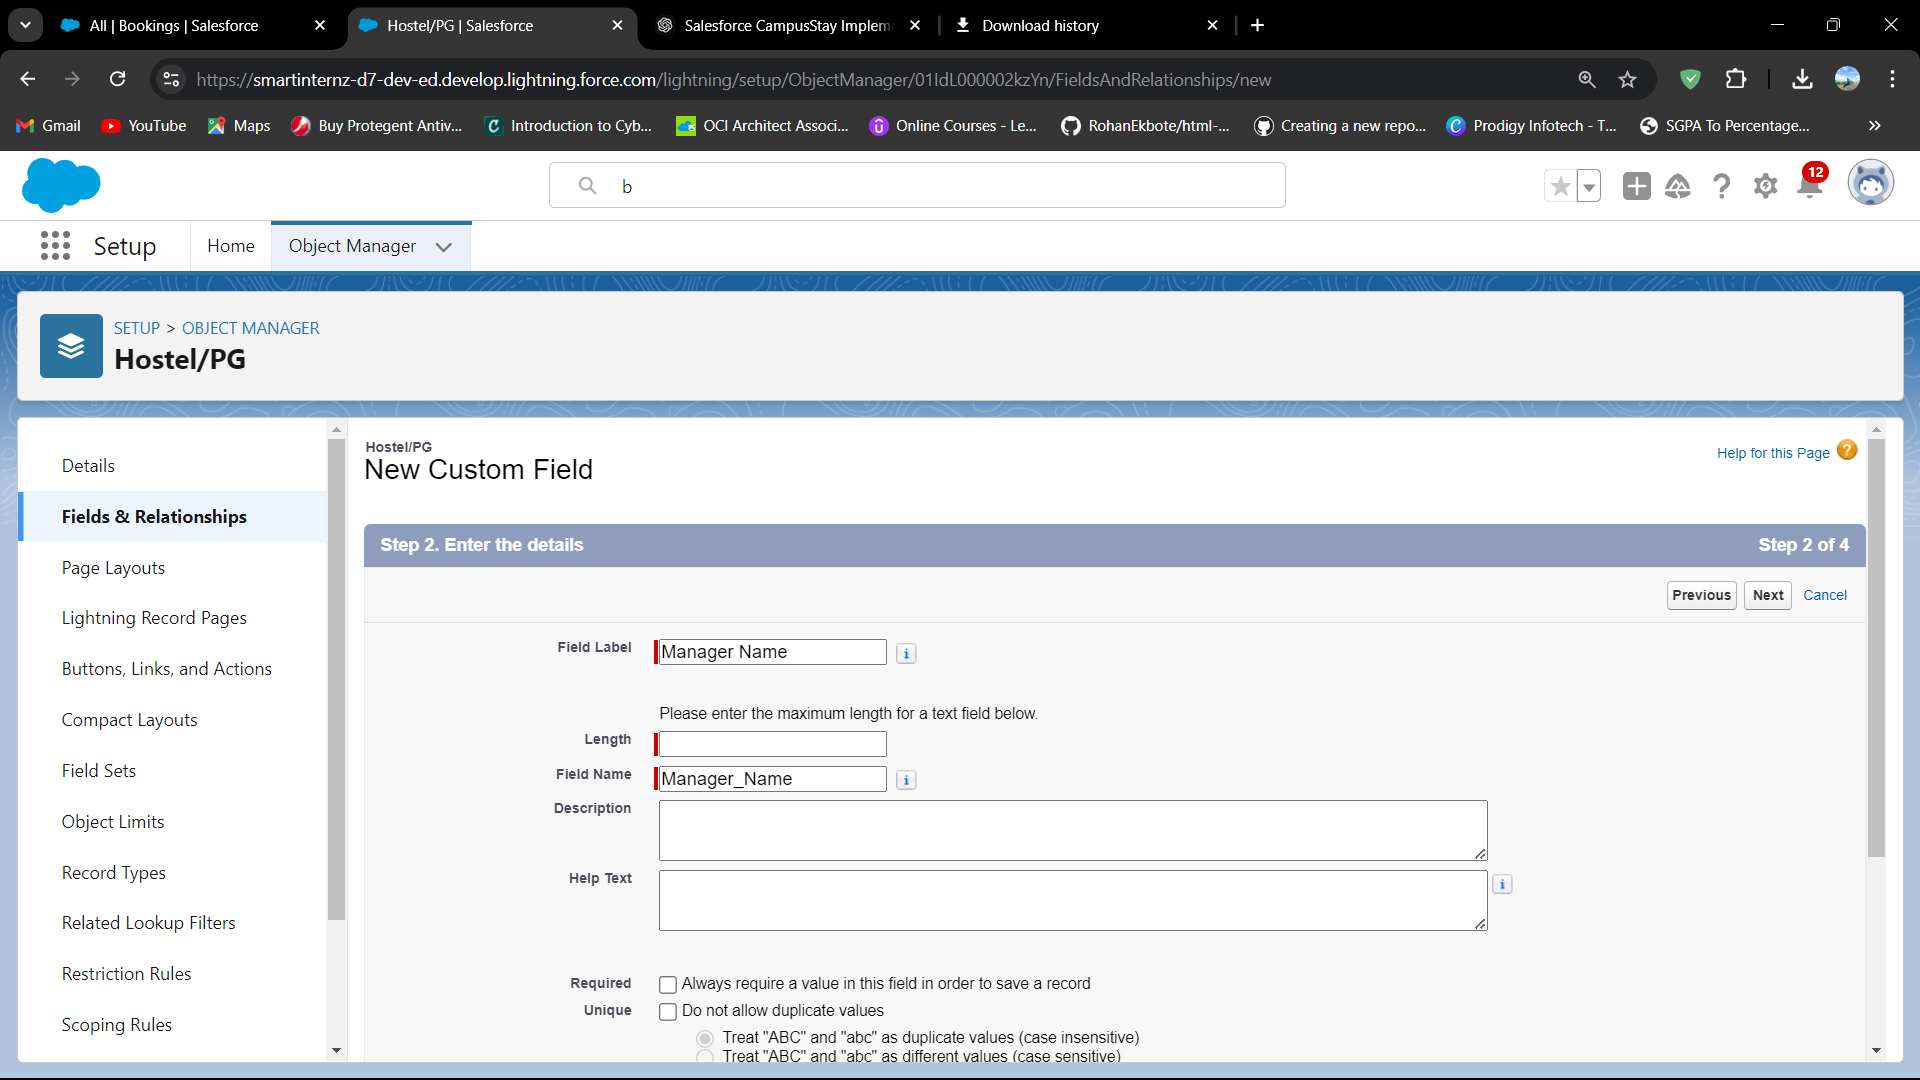 All | Bookings | Salesforce
Hostel/PG | Salesforce
Salesforce CampusStay Implem
Download history
https://smartinternz-d7-dev-ed.develop.lightning.force.com/lightning/setup/ObjectManager/01IdL000002kzYn/FieldsAndRelationships/new
Gmail
YouTube
Maps
Buy Protegent Antiv...
Introduction to Cyb...
OCI Architect Associ...
Online Courses - Le...
RohanEkbote/html-...
Creating a new repo...
Prodigy Infotech - T...
SGPA To Percentage...
b
12
Setup
Home
Object Manager
SETUP > OBJECT MANAGER
Hostel/PG
Details
Fields & Relationships
Page Layouts
Lightning Record Pages
Buttons, Links, and Actions
Compact Layouts
Field Sets
Object Limits
Record Types
Related Lookup Filters
Restriction Rules
Scoping Rules
Hostel/PG
New Custom Field
Help for this Page
Step 2. Enter the details
Step 2 of 4
Previous
Next
Cancel
Field Label
Manager Name
Please enter the maximum length for a text field below.
Length
Field Name
Manager_Name
Description
Help Text
Required
Always require a value in this field in order to save a record
Unique
Do not allow duplicate values
Treat "ABC" and "abc" as duplicate values (case insensitive)
Treat "ABC" and "abc" as different values (case sensitive)